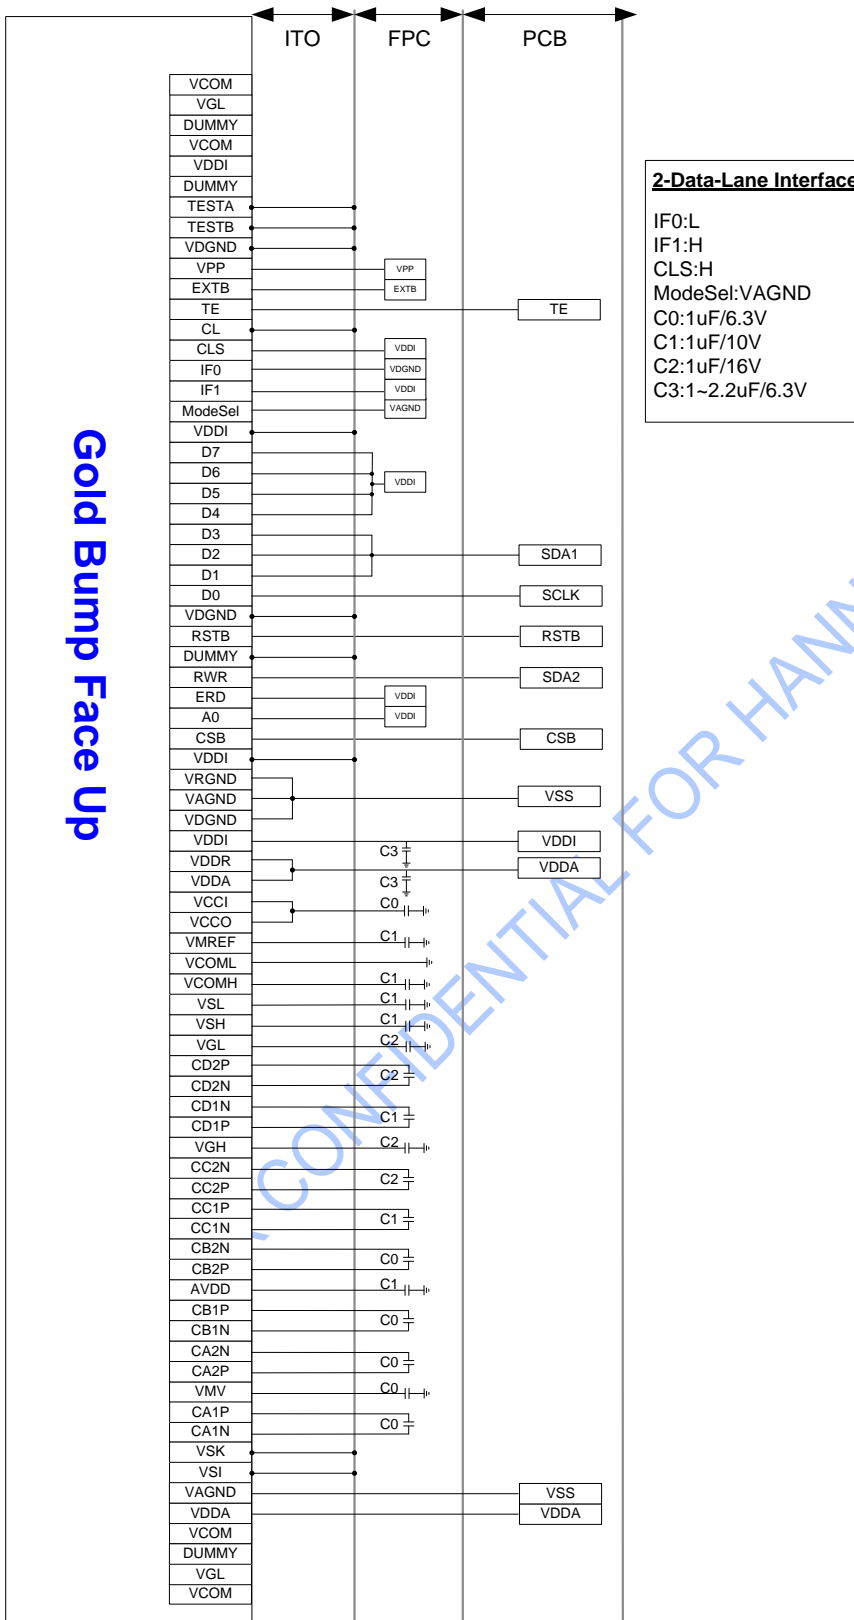 ITO FPC PCB
VCOM
VGL
DUMMY
VCOM
VDDI
DUMMY
TESTA
TESTB
VDGND
VPP VPP
EXTB EXTB
TE TE
CL
CLS VDDI
IF0 VDGND
IF1 VDDI
ModeSel VAGND
VDDI
D7
D6
D5 VDDI
D4
D3
D2 SDA1
D1
D0 SCLK
VDGND
RSTB RSTB
DUMMY
RWR SDA2
ERD VDDI
A0 VDDI
CSB CSB
VDDI
VRGND
VAGND VSS
VDGND
VDDI VDDI
C3
VDDR VDDA
VDDA C3
VCCI C0
VCCO
VMREF C1
VCOML
VCOMH C1
VSL C1
VSH C1
VGL C2
CD2P
C2
CD2N
CD1N
C1
CD1P
VGH C2
CC2N
C2
CC2P
CC1P
C1
CC1N
CB2N
C0
CB2P
AVDD C1
CB1P
C0
CB1N
CA2N
C0
CA2P
VMV C0
CA1P
C0
CA1N
VSK
VSI
VAGND VSS
VDDA VDDA
VCOM
DUMMY
VGL
VCOM
Gold Bump Face Up
2-Data-Lane Interface
IF0:L
IF1:H
CLS:H
ModeSel:VAGND
C0:1uF/6.3V
C1:1uF/10V
C2:1uF/16V
C3:1~2.2uF/6.3V
CONFIDENTIAL FOR